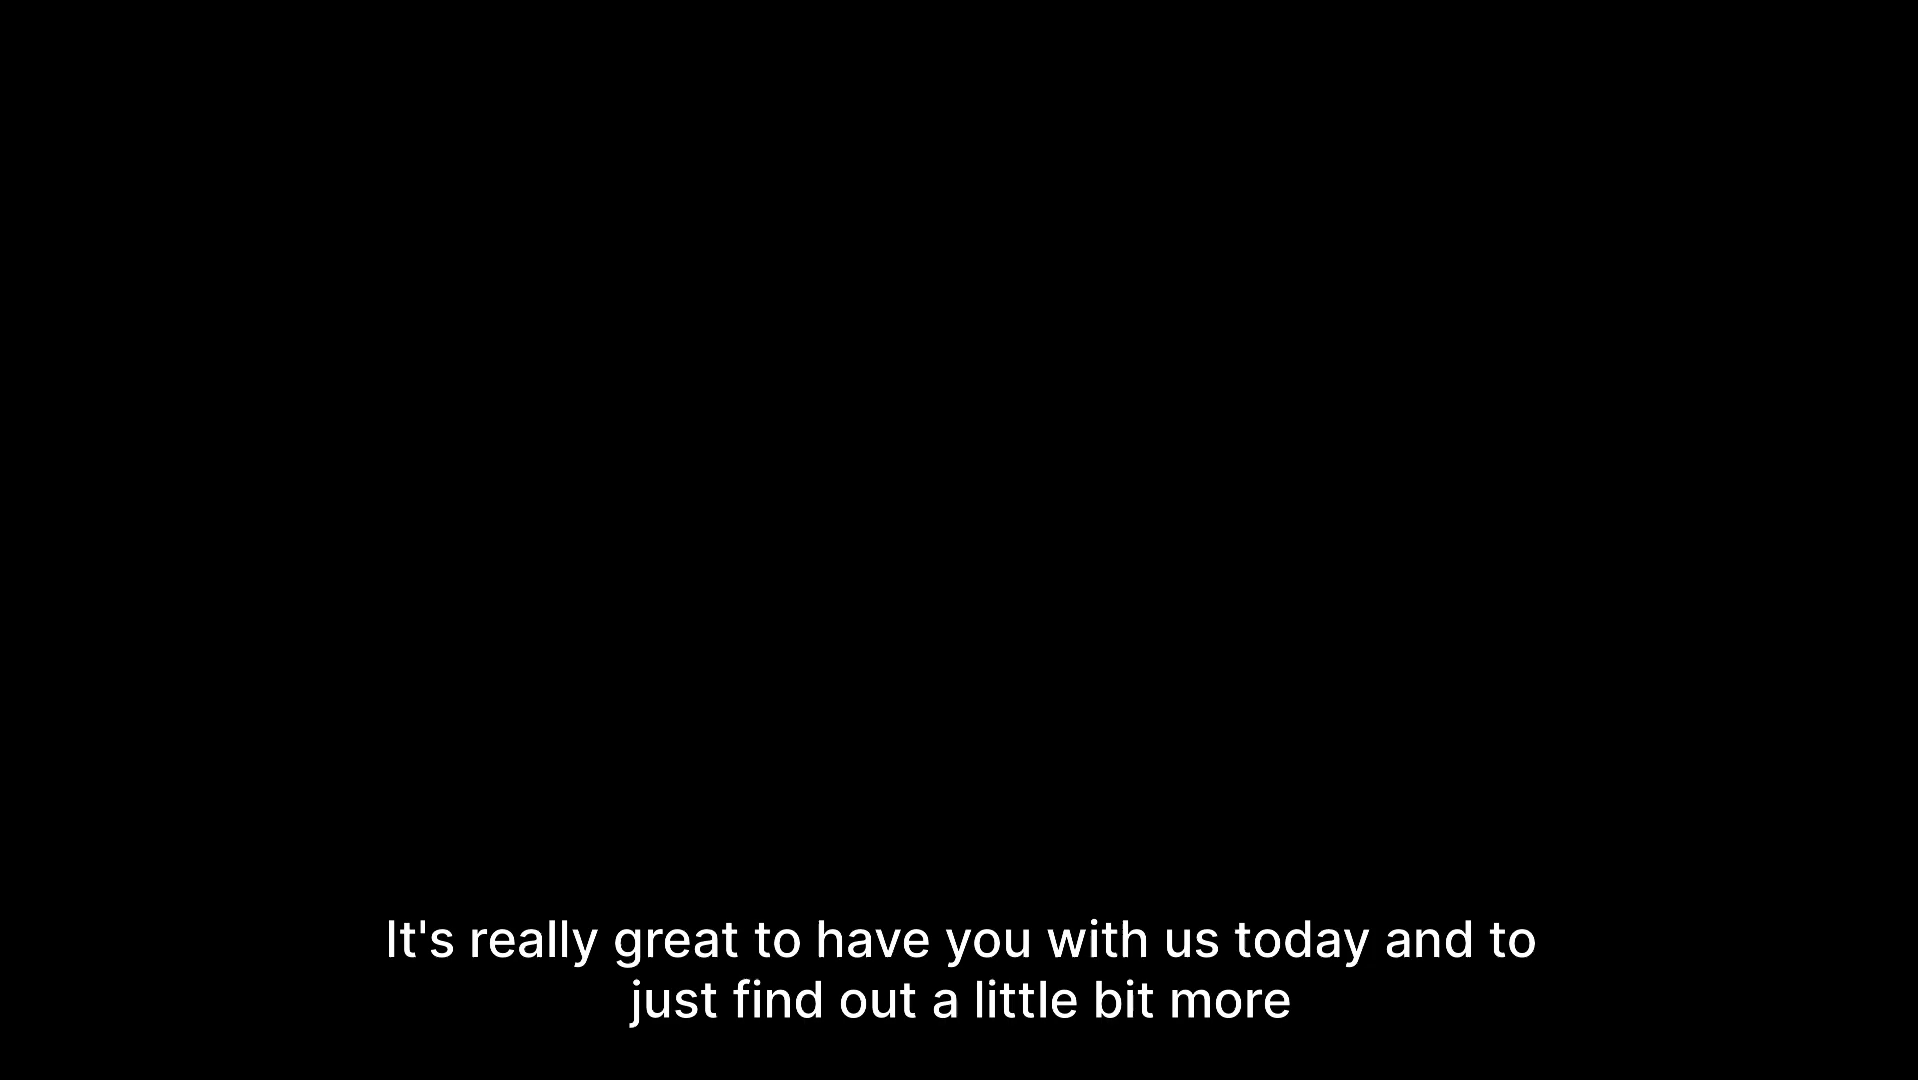 It's really great to have you with us today and to
just find out a little bit more